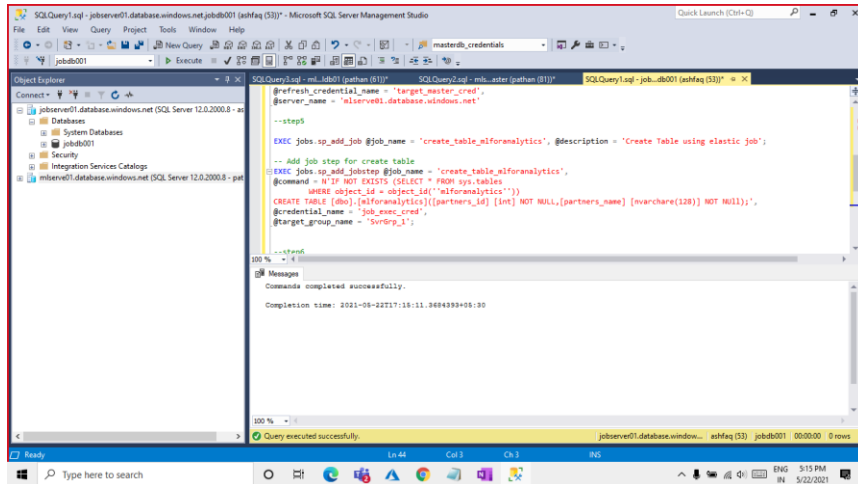 SQLQuery1.sql - jobserver01.database.windows.net.jobdb001 (ashfaq (53))* - Microsoft SQL Server Management Studio
Quick Launch (Ctrl+Q)
File Edit View Query Project Tools Window Help
New Query
masterdb_credentials
jobdb001
Execute
Object Explorer
Connect
jobserver01.database.windows.net (SQL Server 12.0.2000.8 - as
Databases
System Databases
jobdb01
Security
Integration Services Catalogs
mlserve01.database.windows.net (SQL Server 12.0.2000.8 - pat
SQLQuery3.sql - ml...ldb01 (pathan (61))*
SQLQuery2.sql - mls...aster (pathan (81))*
SQLQuery1.sql - job...db001 (ashfaq (53))*
@refresh_credential_name = 'target_master_cred',
@server_name = 'mlserve01.database.windows.net'
--step5
EXEC jobs.sp_add_job @job_name = 'create_table_mlforanalytics', @description = 'Create Table using elastic job';
-- Add job step for create table
EXEC jobs.sp_add_jobstep @job_name = 'create_table_mlforanalytics',
@command = N'IF NOT EXISTS (SELECT * FROM sys.tables
WHERE object_id = object_id(''mlforanalytics''))
CREATE TABLE [dbo].[mlforanalytics]([partners_id] [int] NOT NULL,[partners_name] [nvarchar(128)] NOT NUll);',
@credential_name = 'job_exec_cred',
@target_group_name = 'SvrGrp_1';
--step6
100 %
Messages
Commands completed successfully.
Completion time: 2021-05-22T17:15:11.3684393+05:30
100 %
Query executed successfully.
jobserver01.database.window... ashfaq (53) jobdb001 00:00:00 0 rows
Ready
Ln 44 Col 3 Ch 3 INS
Type here to search
ENG
IN
5:15 PM
5/22/2021